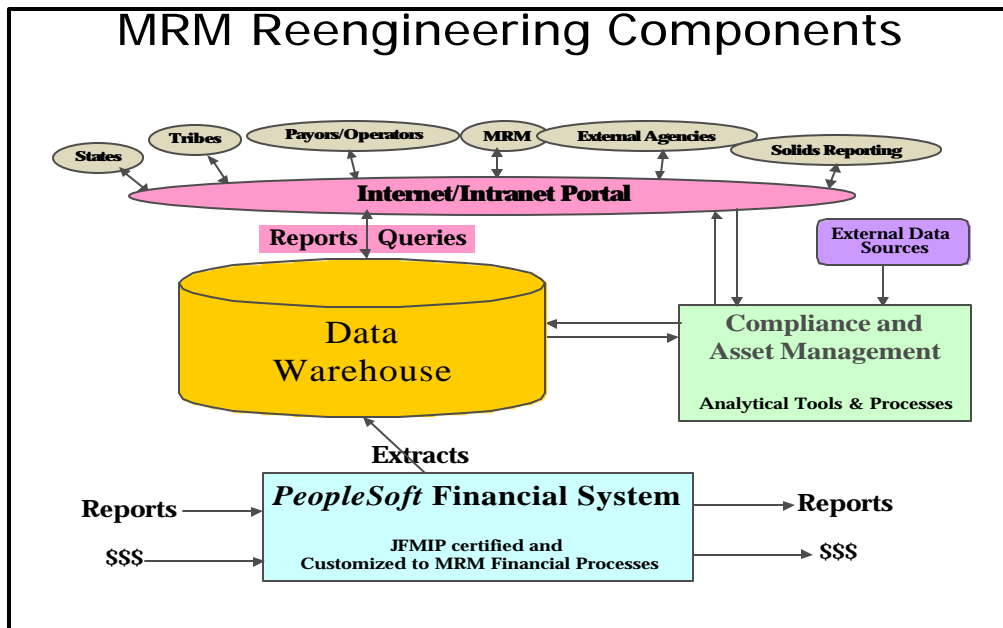 MRM Reengineering Components
States
Tribes
Payors/Operators
MRM
External Agencies
Solids Reporting
Internet/Intranet Portal
Reports Queries
External Data
Sources
Data
Warehouse
Compliance and
Asset Management
Analytical Tools & Processes
Extracts
PeopleSoft Financial System
JFMIP certified and
Customized to MRM Financial Processes
Reports
$$$
Reports
$$$